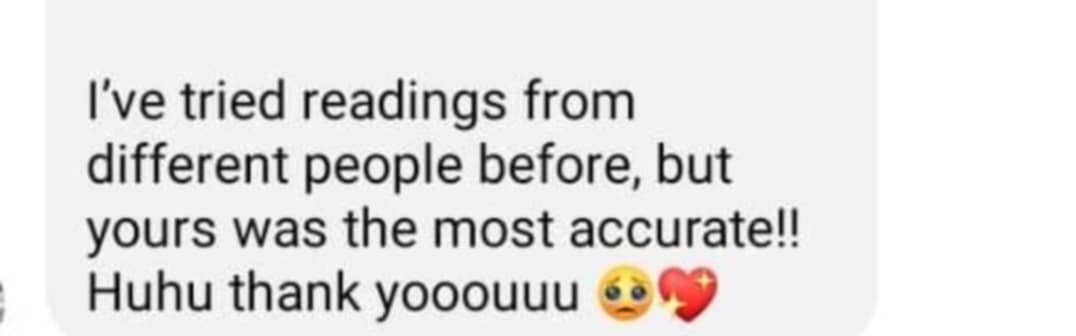 I've tried readings from
different people before, but
yours was the most accurate!!
Huhu thank yooouuu 🥺💖